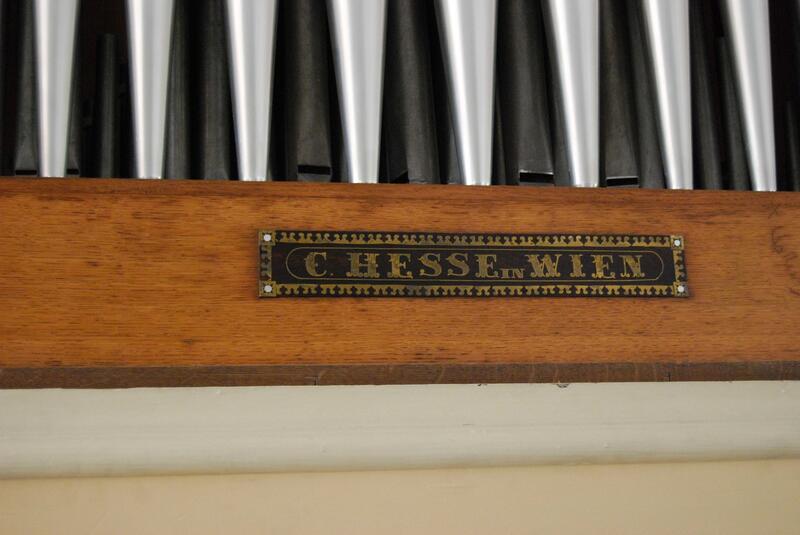 C. HESSE IN WIEN